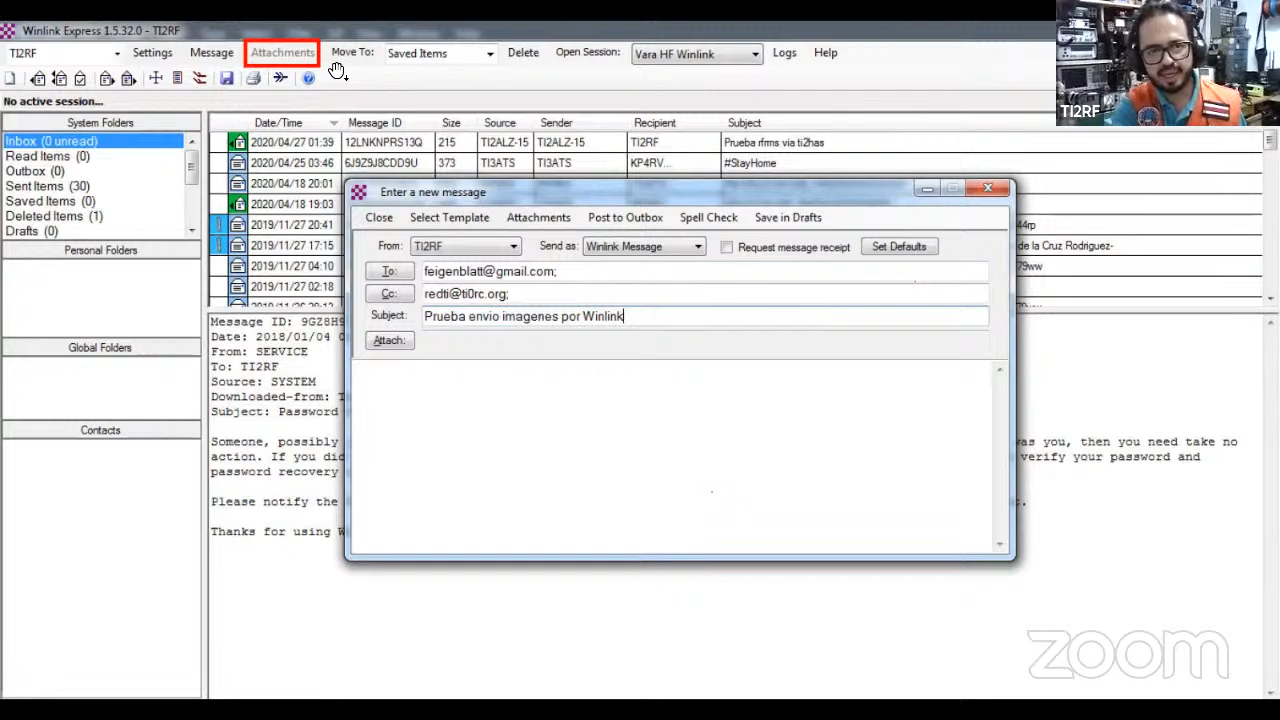 Winlink Express 1.5.32.0 - TI2RF
TI2RF Settings Message Attachments Move To: Saved Items Delete Open Session: Vara HF Winlink Logs Help
TI2RF
No active session...
System Folders
Inbox (0 unread)
Read Items (0)
Outbox (0)
Sent Items (30)
Saved Items (0)
Deleted Items (1)
Drafts (0)
Personal Folders
Global Folders
Contacts
Date/Time Message ID Size Source Sender Recipient Subject
2020/04/27 01:39 12LNKNPRS13Q 215 TI2ALZ-15 TI2ALZ-15 TI2RF Prueba rfms via ti2has
2020/04/25 03:46 6J9Z9J8CDD9U 373 TI3ATS TI3ATS KP4RV... #StayHome
2020/04/18 20:01
2020/04/18 19:03
2019/11/27 20:41 44rp
2019/11/27 17:15 de la Cruz Rodriguez-
2019/11/27 04:10 79ww
2019/11/27 02:18
Enter a new message
Close Select Template Attachments Post to Outbox Spell Check Save in Drafts
From: TI2RF Send as: Winlink Message Request message receipt Set Defaults
To: feigenblatt@gmail.com;
Cc: redti@ti0rc.org;
Subject: Prueba envio imagenes por Winlink
Attach:
Message ID: 9GZ8H9
Date: 2018/01/04 0
From: SERVICE
To: TI2RF
Source: SYSTEM
Downloaded-from: T
Subject: Password
Someone, possibly was you, then you need take no
action. If you did verify your password and
password recovery
Please notify the
Thanks for using W
zoom